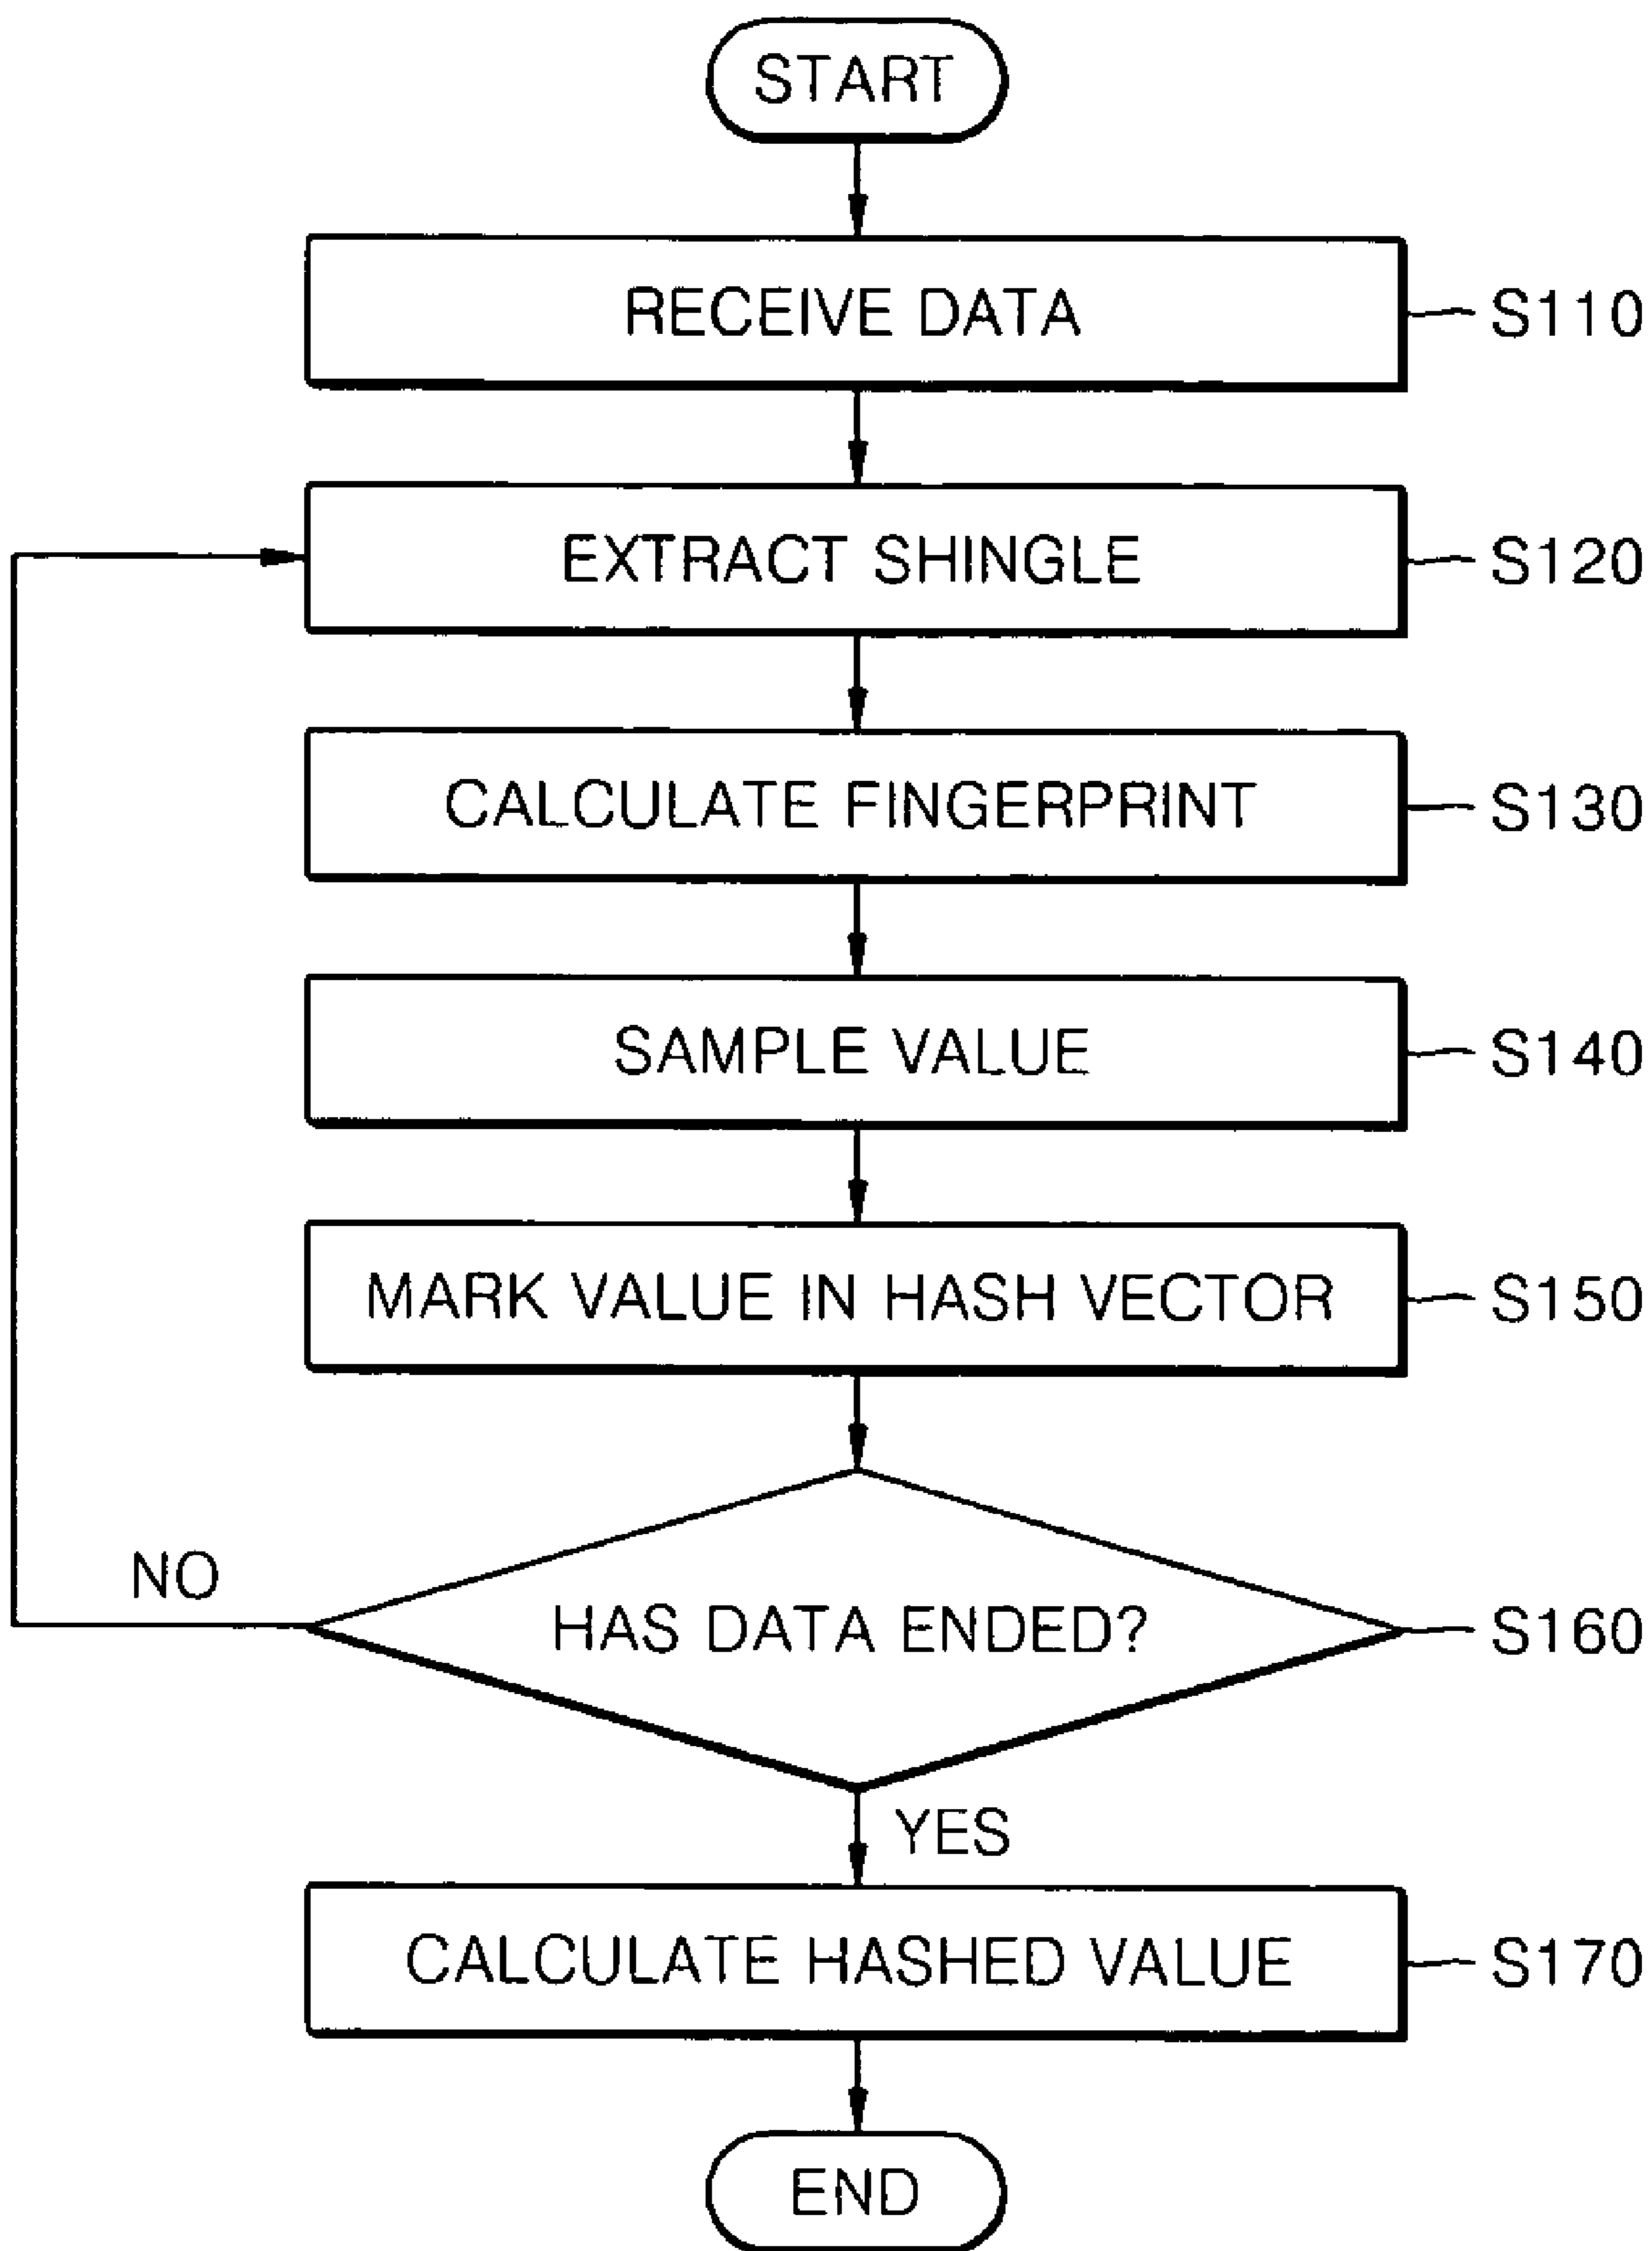 START
RECEIVE DATA
S110
EXTRACT SHINGLE
S120
CALCULATE FINGERPRINT
S130
SAMPLE VALUE
S140
MARK VALUE IN HASH VECTOR
S150
NO
HAS DATA ENDED?
S160
YES
CALCULATE HASHED VALUE
S170
END